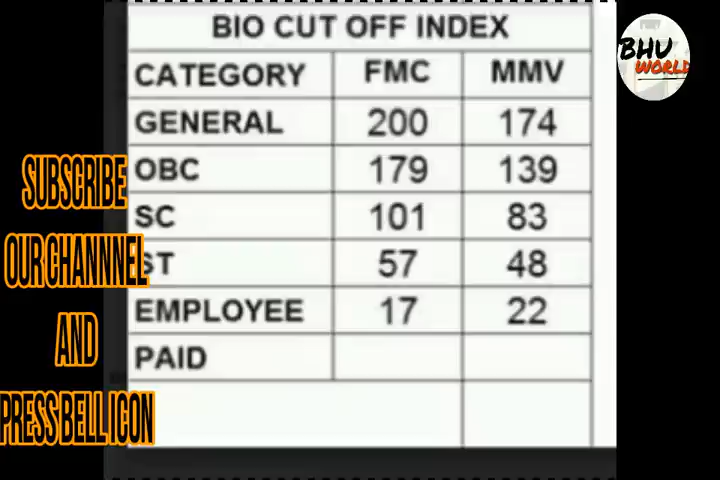 BIO CUT OFF INDEX
CATEGORY FMC MMV
GENERAL 200 174
OBC 179 139
SC 101 83
ST 57 48
EMPLOYEE 17 22
PAID
SUBSCRIBE
OUR CHANNNEL
AND
PRESS BELL ICON
BHU
WORLD